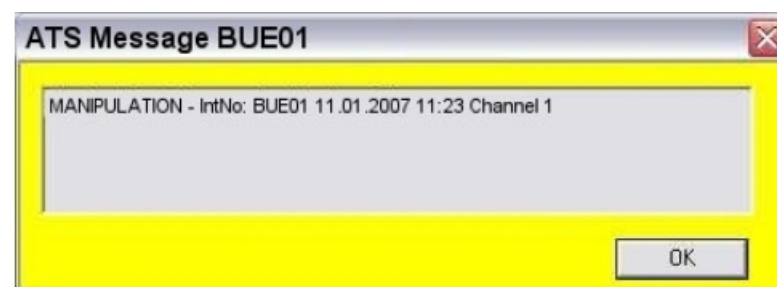 ATS Message BUE01
MANIPULATION - IntNo: BUE01 11.01.2007 11:23 Channel 1
OK